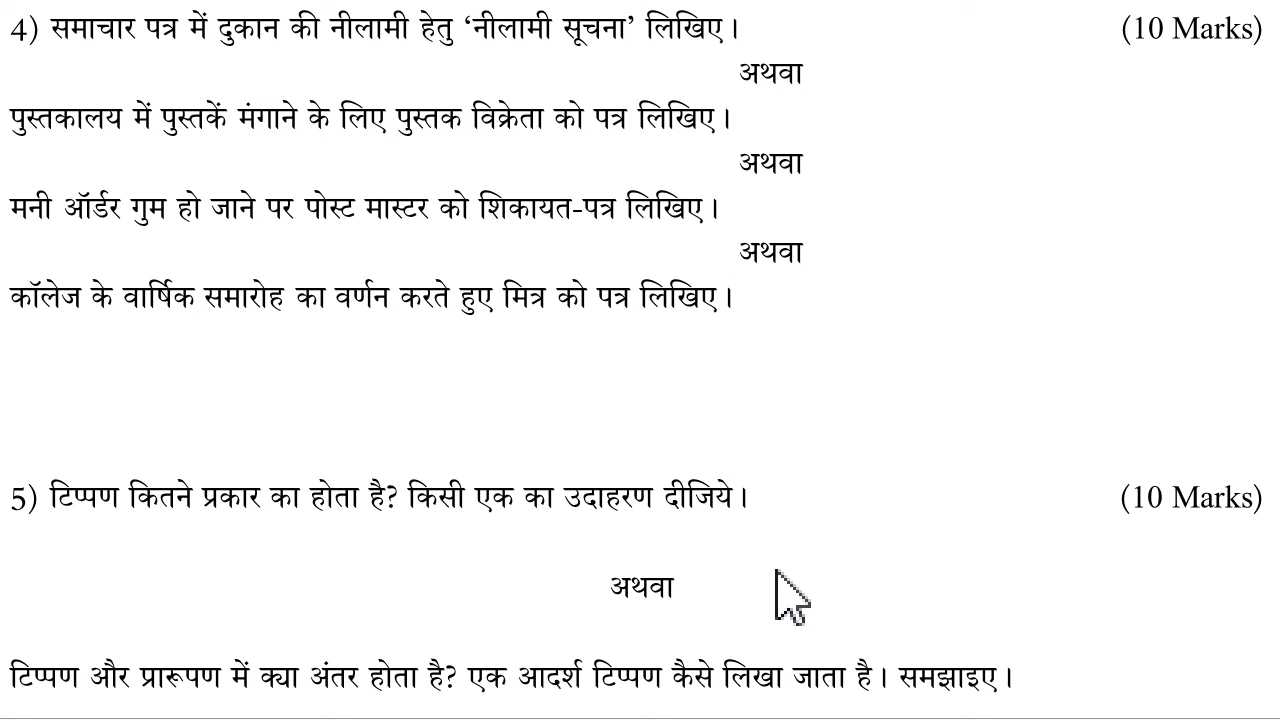 4) समाचार पत्र में दुकान की नीलामी हेतु ‘नीलामी सूचना’ लिखिए। (10 Marks)
अथवा
पुस्तकालय में पुस्तकें मंगाने के लिए पुस्तक विक्रेता को पत्र लिखिए।
अथवा
मनी ऑर्डर गुम हो जाने पर पोस्ट मास्टर को शिकायत-पत्र लिखिए।
अथवा
कॉलेज के वार्षिक समारोह का वर्णन करते हुए मित्र को पत्र लिखिए।
5) टिप्पण कितने प्रकार का होता है? किसी एक का उदाहरण दीजिये। (10 Marks)
अथवा
टिप्पण और प्रारूपण में क्या अंतर होता है? एक आदर्श टिप्पण कैसे लिखा जाता है। समझाइए।